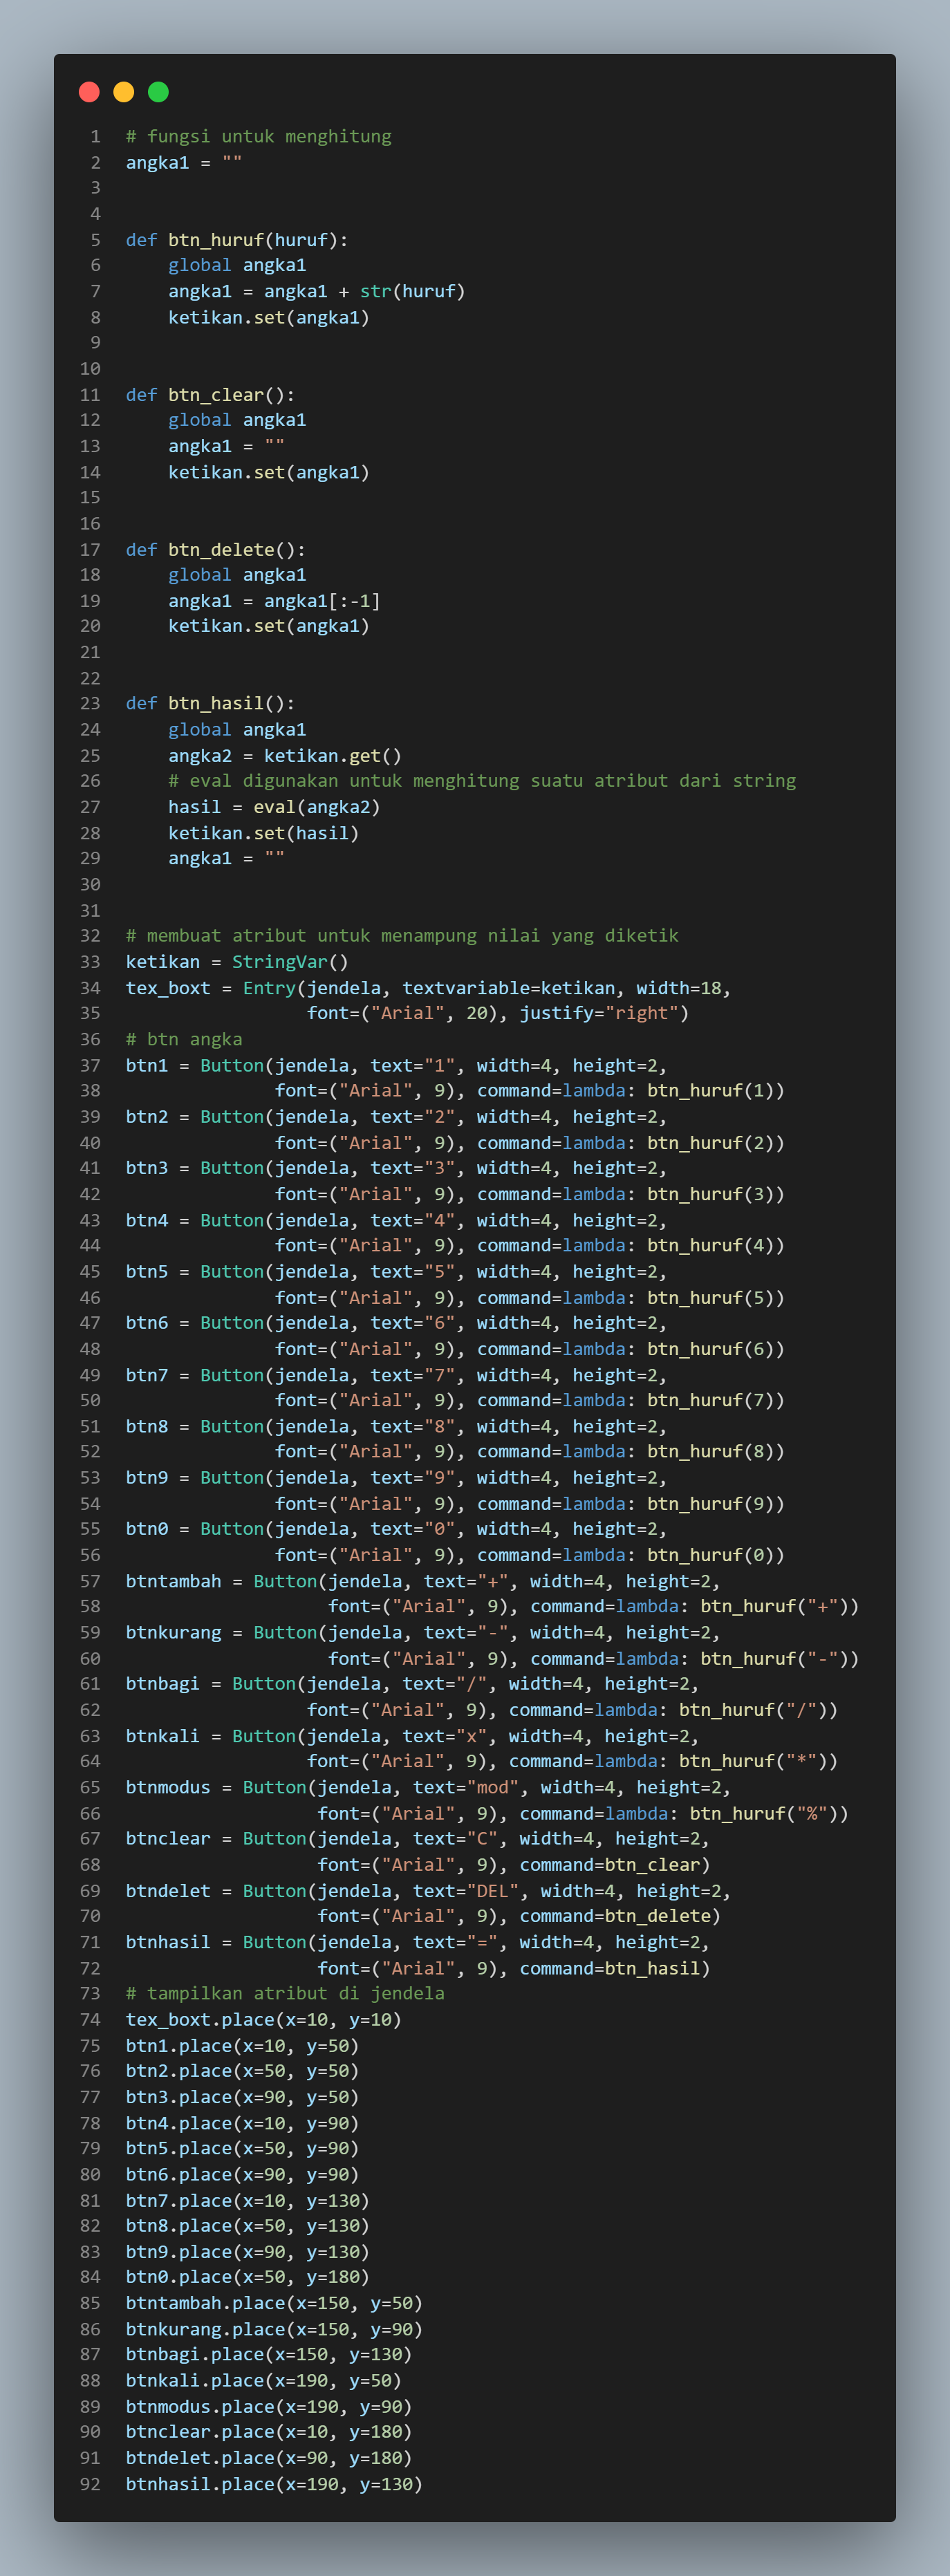 1 # fungsi untuk menghitung
2 angka1 = ""
3
4
5 def btn_huruf(huruf):
6     global angka1
7     angka1 = angka1 + str(huruf)
8     ketikan.set(angka1)
9
10
11 def btn_clear():
12     global angka1
13     angka1 = ""
14     ketikan.set(angka1)
15
16
17 def btn_delete():
18     global angka1
19     angka1 = angka1[:-1]
20     ketikan.set(angka1)
21
22
23 def btn_hasil():
24     global angka1
25     angka2 = ketikan.get()
26     # eval digunakan untuk menghitung suatu atribut dari string
27     hasil = eval(angka2)
28     ketikan.set(hasil)
29     angka1 = ""
30
31
32 # membuat atribut untuk menampung nilai yang diketik
33 ketikan = StringVar()
34 tex_boxt = Entry(jendela, textvariable=ketikan, width=18,
35                  font=("Arial", 20), justify="right")
36 # btn angka
37 btn1 = Button(jendela, text="1", width=4, height=2,
38               font=("Arial", 9), command=lambda: btn_huruf(1))
39 btn2 = Button(jendela, text="2", width=4, height=2,
40               font=("Arial", 9), command=lambda: btn_huruf(2))
41 btn3 = Button(jendela, text="3", width=4, height=2,
42               font=("Arial", 9), command=lambda: btn_huruf(3))
43 btn4 = Button(jendela, text="4", width=4, height=2,
44               font=("Arial", 9), command=lambda: btn_huruf(4))
45 btn5 = Button(jendela, text="5", width=4, height=2,
46               font=("Arial", 9), command=lambda: btn_huruf(5))
47 btn6 = Button(jendela, text="6", width=4, height=2,
48               font=("Arial", 9), command=lambda: btn_huruf(6))
49 btn7 = Button(jendela, text="7", width=4, height=2,
50               font=("Arial", 9), command=lambda: btn_huruf(7))
51 btn8 = Button(jendela, text="8", width=4, height=2,
52               font=("Arial", 9), command=lambda: btn_huruf(8))
53 btn9 = Button(jendela, text="9", width=4, height=2,
54               font=("Arial", 9), command=lambda: btn_huruf(9))
55 btn0 = Button(jendela, text="0", width=4, height=2,
56               font=("Arial", 9), command=lambda: btn_huruf(0))
57 btntambah = Button(jendela, text="+", width=4, height=2,
58                    font=("Arial", 9), command=lambda: btn_huruf("+"))
59 btnkurang = Button(jendela, text="-", width=4, height=2,
60                    font=("Arial", 9), command=lambda: btn_huruf("-"))
61 btnbagi = Button(jendela, text="/", width=4, height=2,
62                  font=("Arial", 9), command=lambda: btn_huruf("/"))
63 btnkali = Button(jendela, text="x", width=4, height=2,
64                  font=("Arial", 9), command=lambda: btn_huruf("*"))
65 btnmodus = Button(jendela, text="mod", width=4, height=2,
66                   font=("Arial", 9), command=lambda: btn_huruf("%"))
67 btnclear = Button(jendela, text="C", width=4, height=2,
68                   font=("Arial", 9), command=btn_clear)
69 btndelet = Button(jendela, text="DEL", width=4, height=2,
70                   font=("Arial", 9), command=btn_delete)
71 btnhasil = Button(jendela, text="=", width=4, height=2,
72                   font=("Arial", 9), command=btn_hasil)
73 # tampilkan atribut di jendela
74 tex_boxt.place(x=10, y=10)
75 btn1.place(x=10, y=50)
76 btn2.place(x=50, y=50)
77 btn3.place(x=90, y=50)
78 btn4.place(x=10, y=90)
79 btn5.place(x=50, y=90)
80 btn6.place(x=90, y=90)
81 btn7.place(x=10, y=130)
82 btn8.place(x=50, y=130)
83 btn9.place(x=90, y=130)
84 btn0.place(x=50, y=180)
85 btntambah.place(x=150, y=50)
86 btnkurang.place(x=150, y=90)
87 btnbagi.place(x=150, y=130)
88 btnkali.place(x=190, y=50)
89 btnmodus.place(x=190, y=90)
90 btnclear.place(x=10, y=180)
91 btndelet.place(x=90, y=180)
92 btnhasil.place(x=190, y=130)